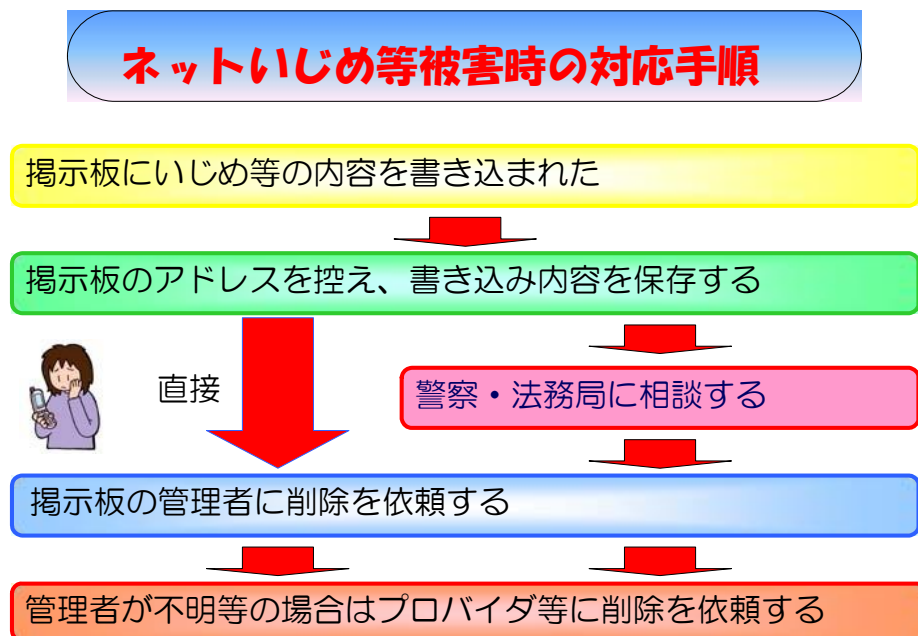 ネットいじめ等被害時の対応手順
掲示板にいじめ等の内容を書き込まれた
掲示板のアドレスを控え、書き込み内容を保存する
直接
警察・法務局に相談する
掲示板の管理者に削除を依頼する
管理者が不明等の場合はプロバイダ等に削除を依頼する